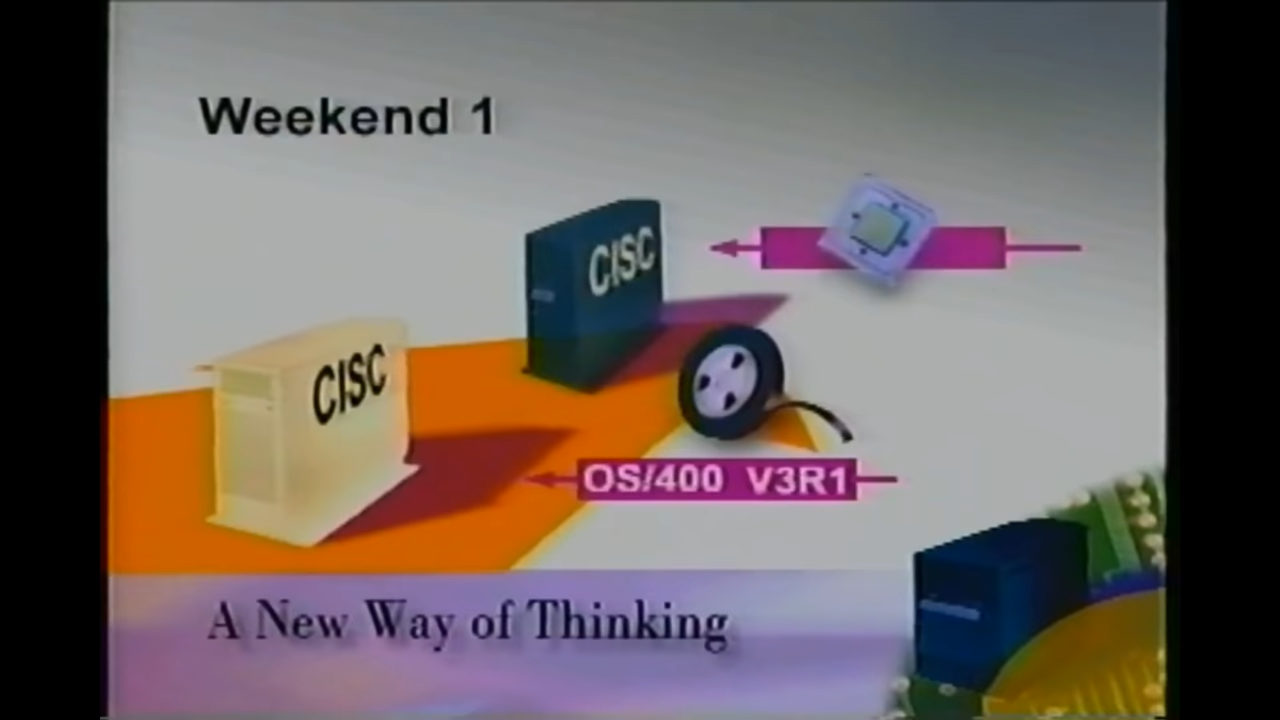 Weekend 1
CISC
CISC
OS/400 V3R1
A New Way of Thinking